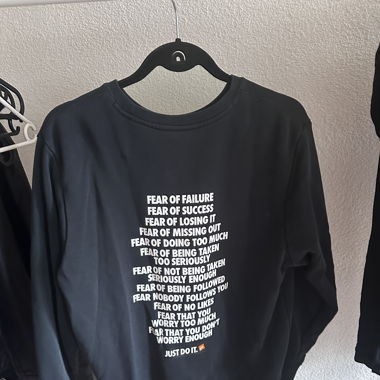 FEAR OF FAILURE
FEAR OF SUCCESS
FEAR OF LOSING IT
FEAR OF MISSING OUT
FEAR OF DOING TOO MUCH
FEAR OF BEING TAKEN
TOO SERIOUSLY
FEAR OF NOT BEING TAKEN
SERIOUSLY ENOUGH
FEAR OF BEING FOLLOWED
FEAR NOBODY FOLLOWS YOU
FEAR OF NO LIKES
FEAR THAT YOU
WORRY TOO MUCH
FEAR THAT YOU DON'T
WORRY ENOUGH
JUST DO IT.